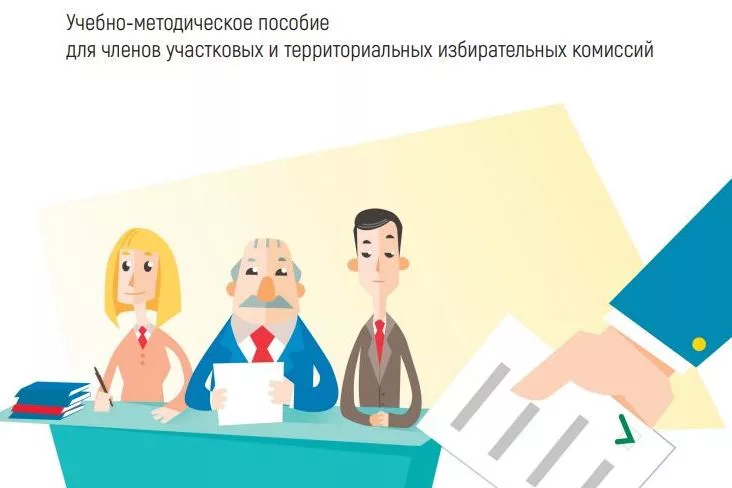 Учебно-методическое пособие
для членов участковых и территориальных избирательных комиссий